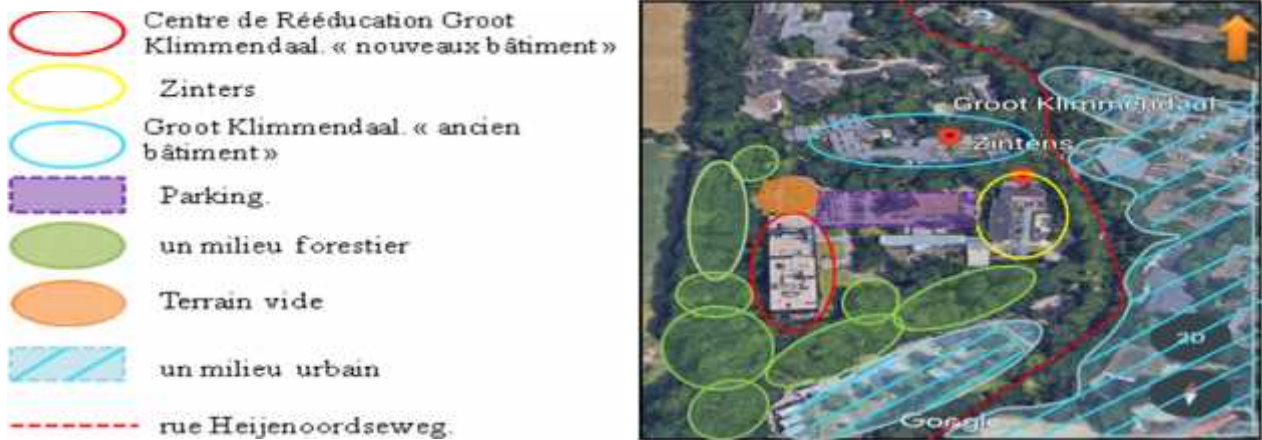 Centre de Rééducation Groot
Klimmendaal. « nouveaux bâtiment »
Zinters
Groot Klimmendaal. « ancien
bâtiment »
Parking.
un milieu forestier
Terrain vide
un milieu urbain
rue Heijenoordseweg.
Groot Klimmendaal
Zintens
2D
Google